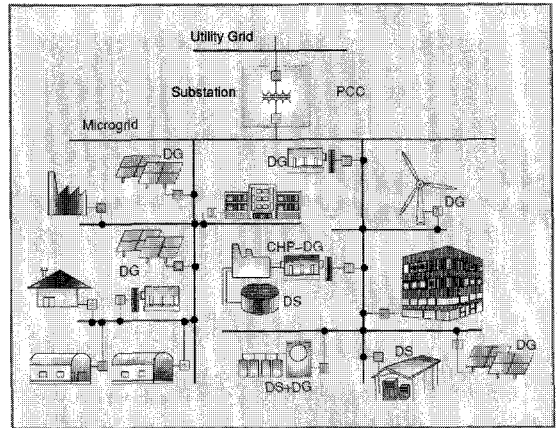 Utility Grid
Substation
PCC
Microgrid
DG
DG
DG
DG
CHP–DG
DS
DS
DG
DS+DG